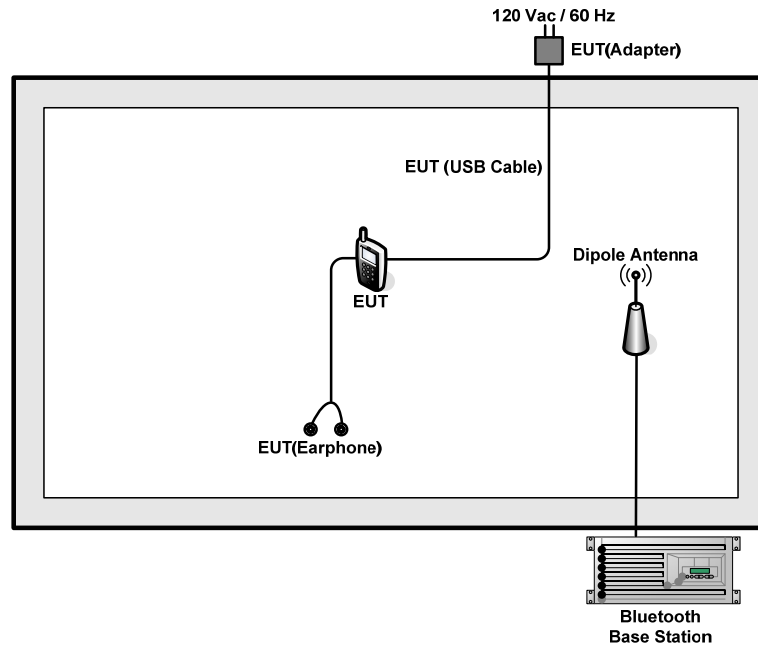 120 Vac / 60 Hz
EUT(Adapter)
EUT (USB Cable)
Dipole Antenna
EUT
EUT(Earphone)
Bluetooth
Base Station